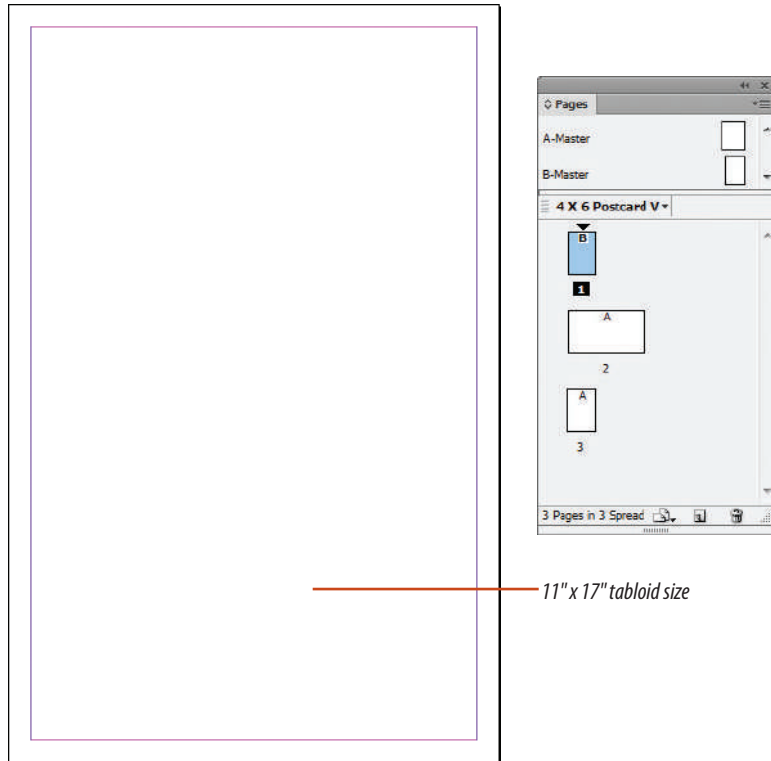 Pages
A-Master
B-Master
4 X 6 Postcard V
B
1
A
2
A
3
3 Pages in 3 Spread
11" x 17" tabloid size